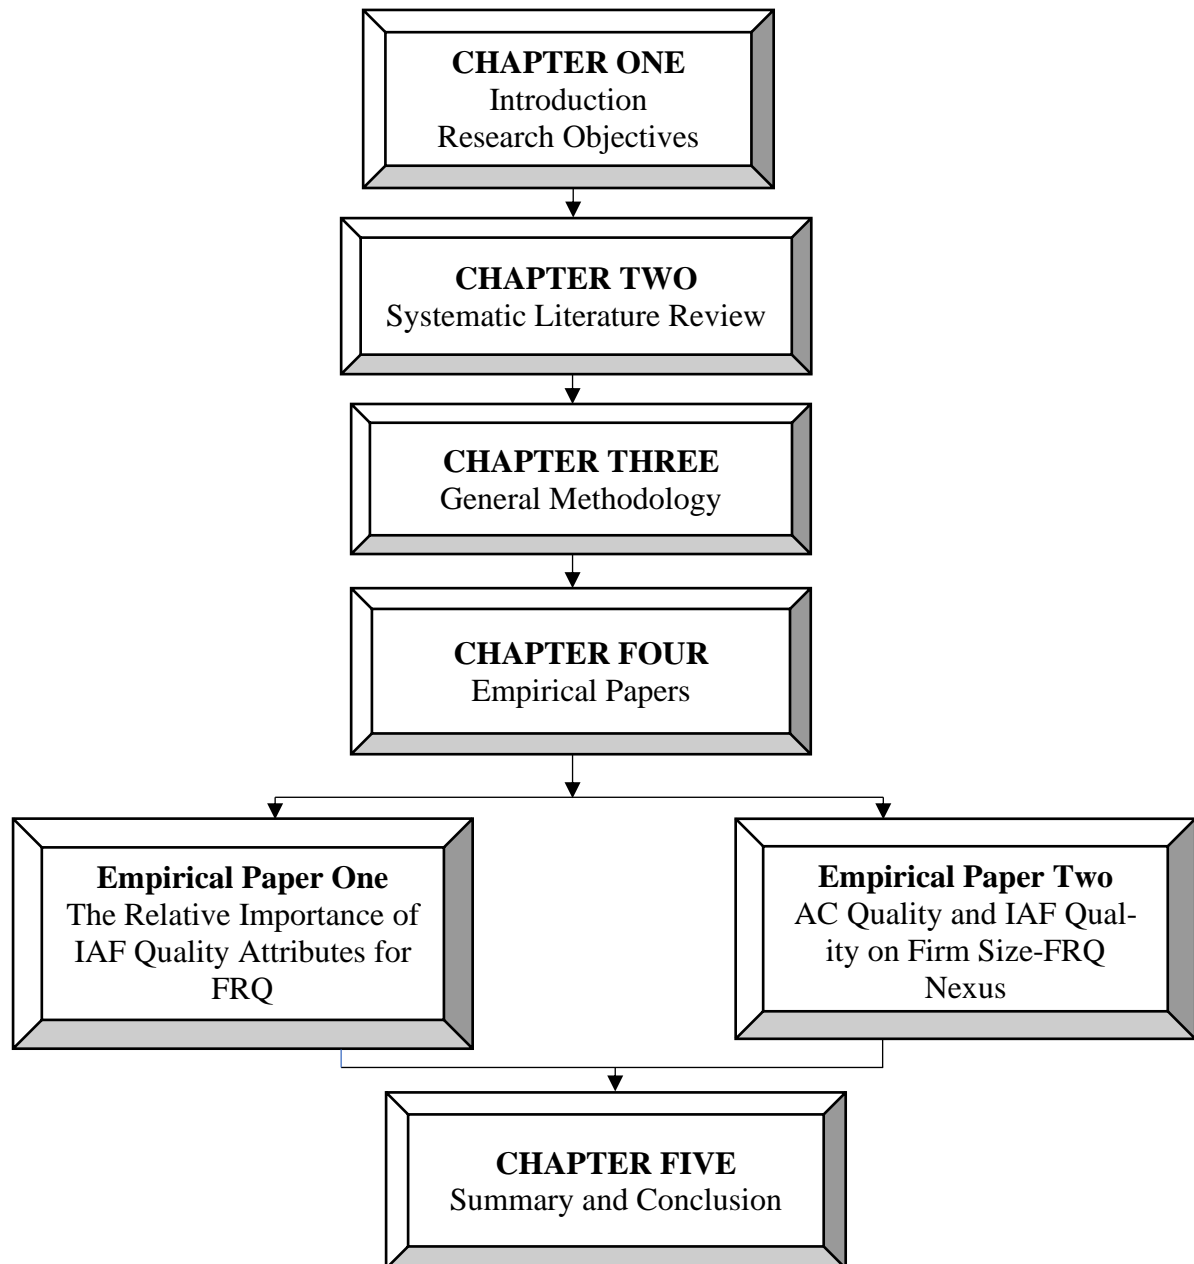 CHAPTER ONE
Introduction
Research Objectives
CHAPTER TWO
Systematic Literature Review
CHAPTER THREE
General Methodology
CHAPTER FOUR
Empirical Papers
Empirical Paper One
The Relative Importance of
IAF Quality Attributes for
FRQ
Empirical Paper Two
AC Quality and IAF Qual-
ity on Firm Size-FRQ
Nexus
CHAPTER FIVE
Summary and Conclusion